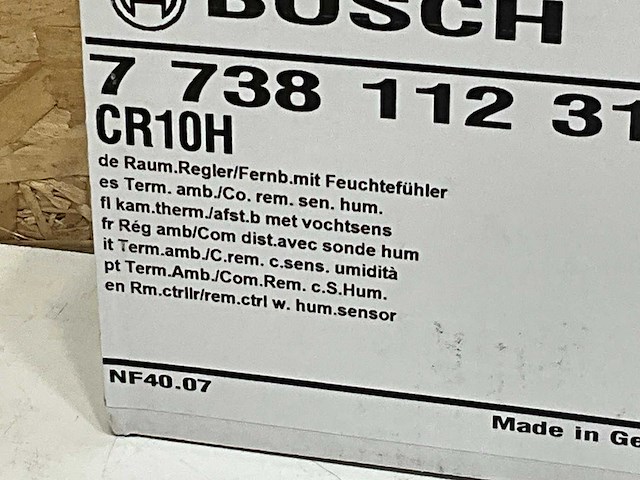 BOSCH
7 738 112 31
CR10H
de Raum.Regler/Fernb.mit Feuchtefühler
es Term. amb./Co. rem. sen. hum.
fl kam.therm./afst.b met vochtsens
fr Rég amb/Com dist.avec sonde hum
it Term.amb./C.rem. c.sens. umidità
pt Term.Amb./Com.Rem. c.S.Hum.
en Rm.ctrllr/rem.ctrl w. hum.sensor
NF40.07
Made in Ge